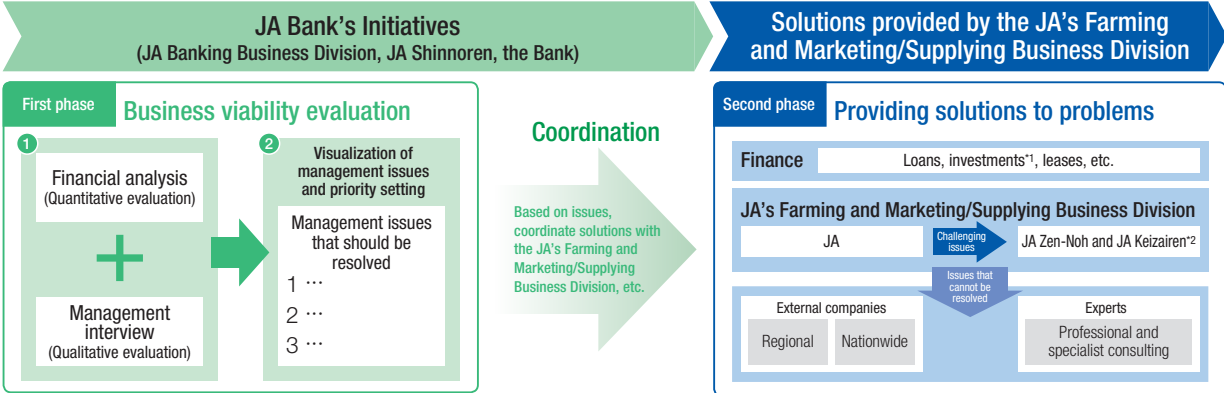 JA Bank's Initiatives
(JA Banking Business Division, JA Shinnoren, the Bank)
Solutions provided by the JA's Farming
and Marketing/Supplying Business Division
First phase
Business viability evaluation
1
Financial analysis
(Quantitative evaluation)
+
Management
interview
(Qualitative evaluation)
2
Visualization of
management issues
and priority setting
Management issues
that should be
resolved
1 ···
2 ···
3 ···
Coordination
Based on issues,
coordinate solutions with
the JA's Farming and
Marketing/Supplying
Business Division, etc.
Second phase
Providing solutions to problems
Finance
Loans, investments*1, leases, etc.
JA's Farming and Marketing/Supplying Business Division
JA
Challenging
issues
JA Zen-Noh and JA Keizairen*2
Issues that
cannot be
resolved
External companies
Regional
Nationwide
Experts
Professional and
specialist consulting